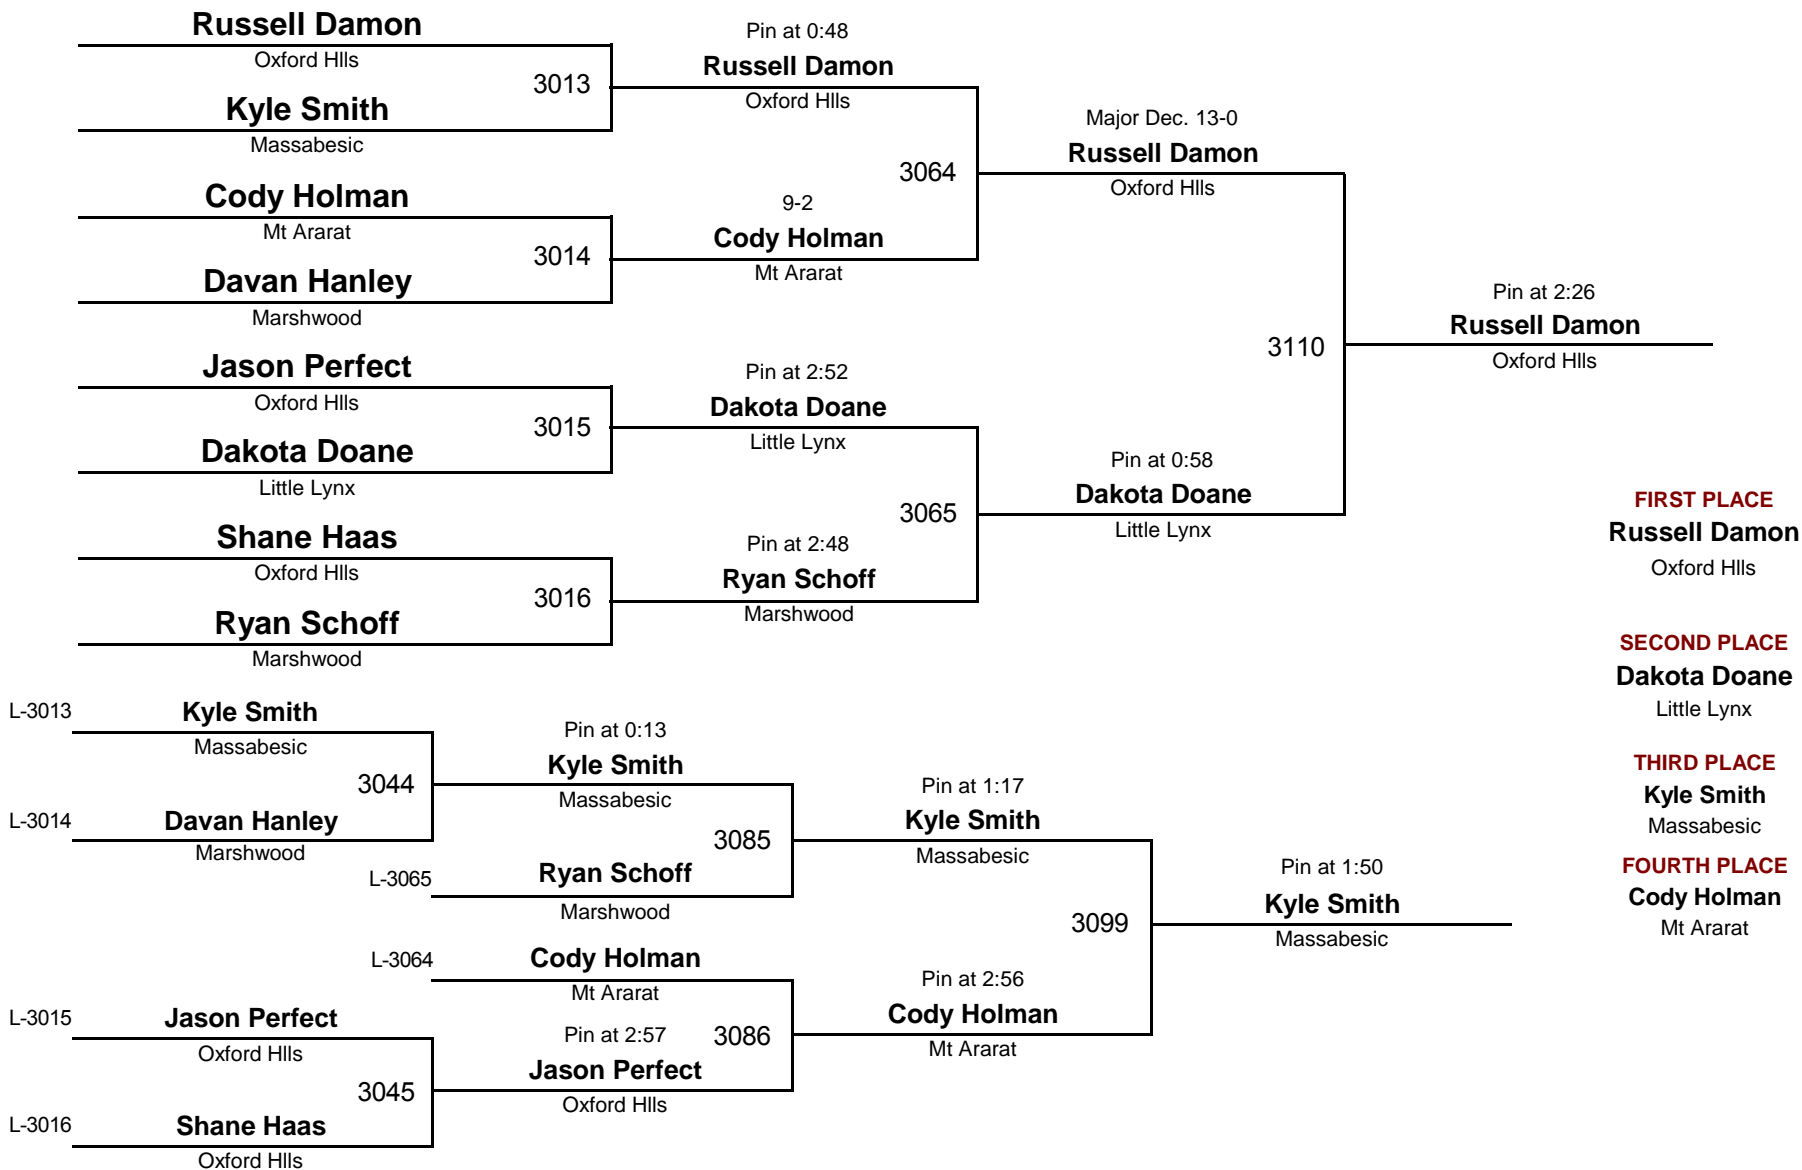 Russell Damon
Oxford Hlls
3013
Kyle Smith
Massabesic
Cody Holman
Mt Ararat
3014
Davan Hanley
Marshwood
Jason Perfect
Oxford Hlls
3015
Dakota Doane
Little Lynx
Shane Haas
Oxford Hlls
3016
Ryan Schoff
Marshwood
Pin at 0:48
Russell Damon
Oxford Hlls
3064
9-2
Cody Holman
Mt Ararat
Pin at 2:52
Dakota Doane
Little Lynx
3065
Pin at 2:48
Ryan Schoff
Marshwood
Major Dec. 13-0
Russell Damon
Oxford Hlls
3110
Pin at 0:58
Dakota Doane
Little Lynx
Pin at 2:26
Russell Damon
Oxford Hlls
FIRST PLACE
Russell Damon
Oxford Hlls
SECOND PLACE
Dakota Doane
Little Lynx
THIRD PLACE
Kyle Smith
Massabesic
FOURTH PLACE
Cody Holman
Mt Ararat
L-3013
Kyle Smith
Massabesic
3044
L-3014
Davan Hanley
Marshwood
Pin at 0:13
Kyle Smith
Massabesic
3085
L-3065
Ryan Schoff
Marshwood
L-3064
Cody Holman
Mt Ararat
L-3015
Jason Perfect
Oxford Hlls
3045
L-3016
Shane Haas
Oxford Hlls
Pin at 2:57
3086
Jason Perfect
Oxford Hlls
Pin at 1:17
Kyle Smith
Massabesic
3099
Pin at 2:56
Cody Holman
Mt Ararat
Pin at 1:50
Kyle Smith
Massabesic